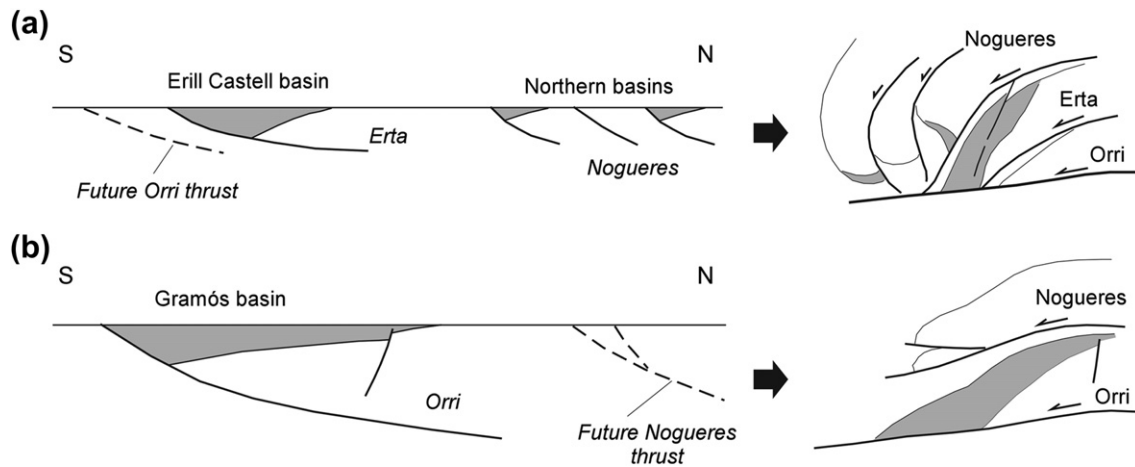 (a)
S
N
Erill Castell basin
Northern basins
Erta
Nogueres
Future Orri thrust
Nogueres
Erta
Orri
(b)
S
N
Gramós basin
Orri
Future Nogueres
thrust
Nogueres
Orri